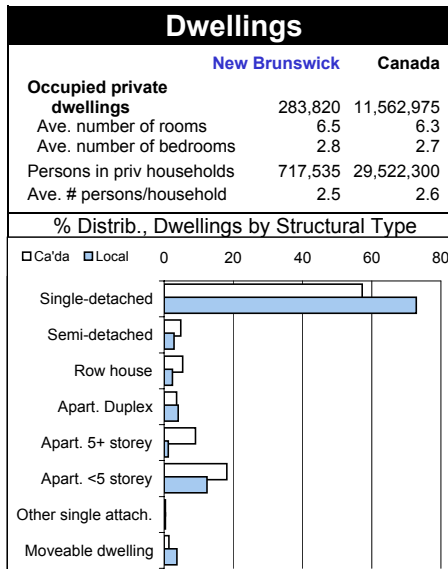 Dwellings
New Brunswick Canada
Occupied private
dwellings 283,820 11,562,975
Ave. number of rooms 6.5 6.3
Ave. number of bedrooms 2.8 2.7
Persons in priv households 717,535 29,522,300
Ave. # persons/household 2.5 2.6
% Distrib., Dwellings by Structural Type
Ca'da Local 0 20 40 60 80
Single-detached
Semi-detached
Row house
Apart. Duplex
Apart. 5+ storey
Apart. <5 storey
Other single attach.
Moveable dwelling